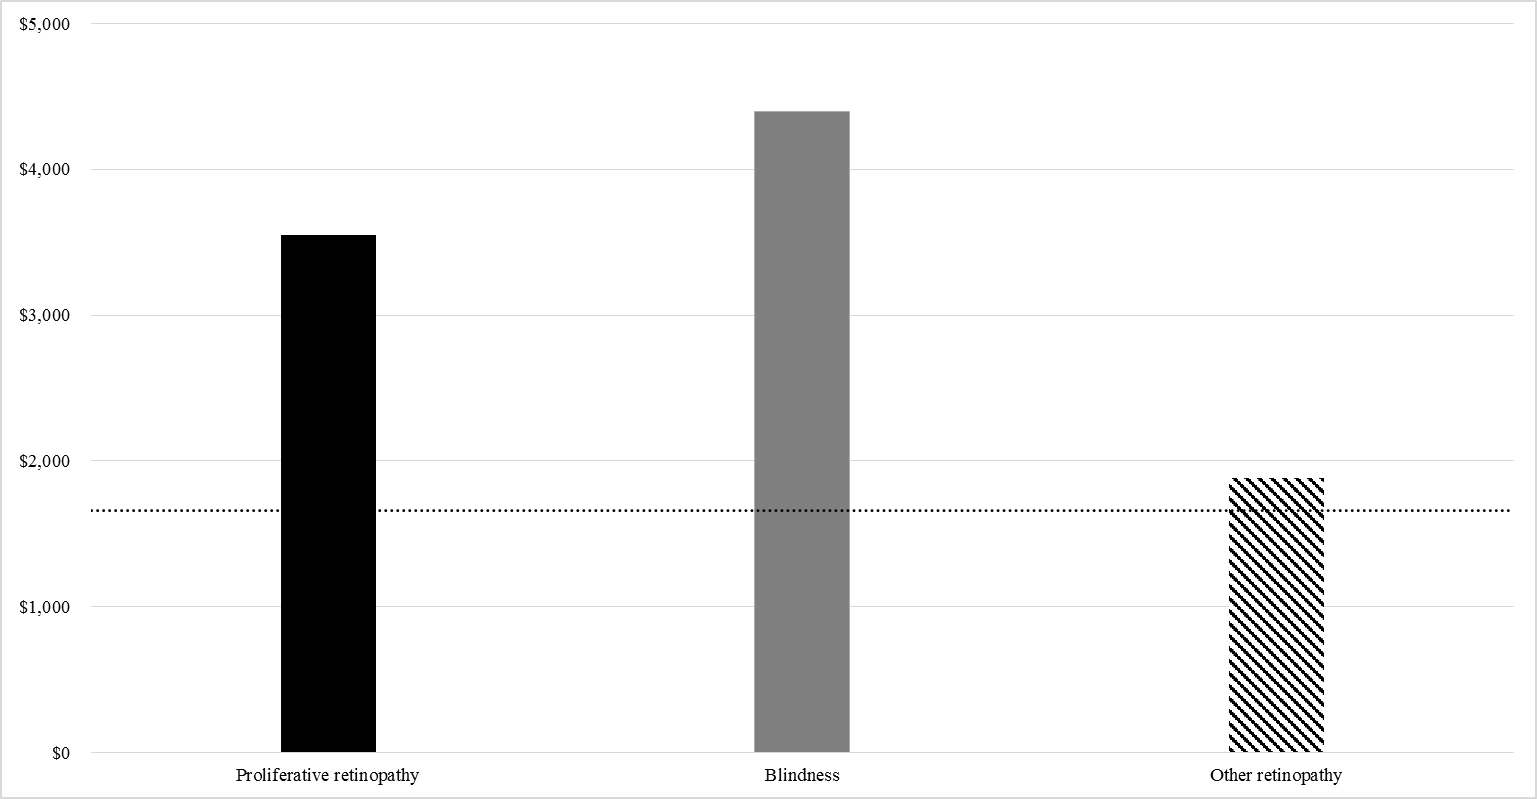 $5,000
$4,000
$3,000
$2,000
$1,000
$0
Proliferative retinopathy
Blindness
Other retinopathy